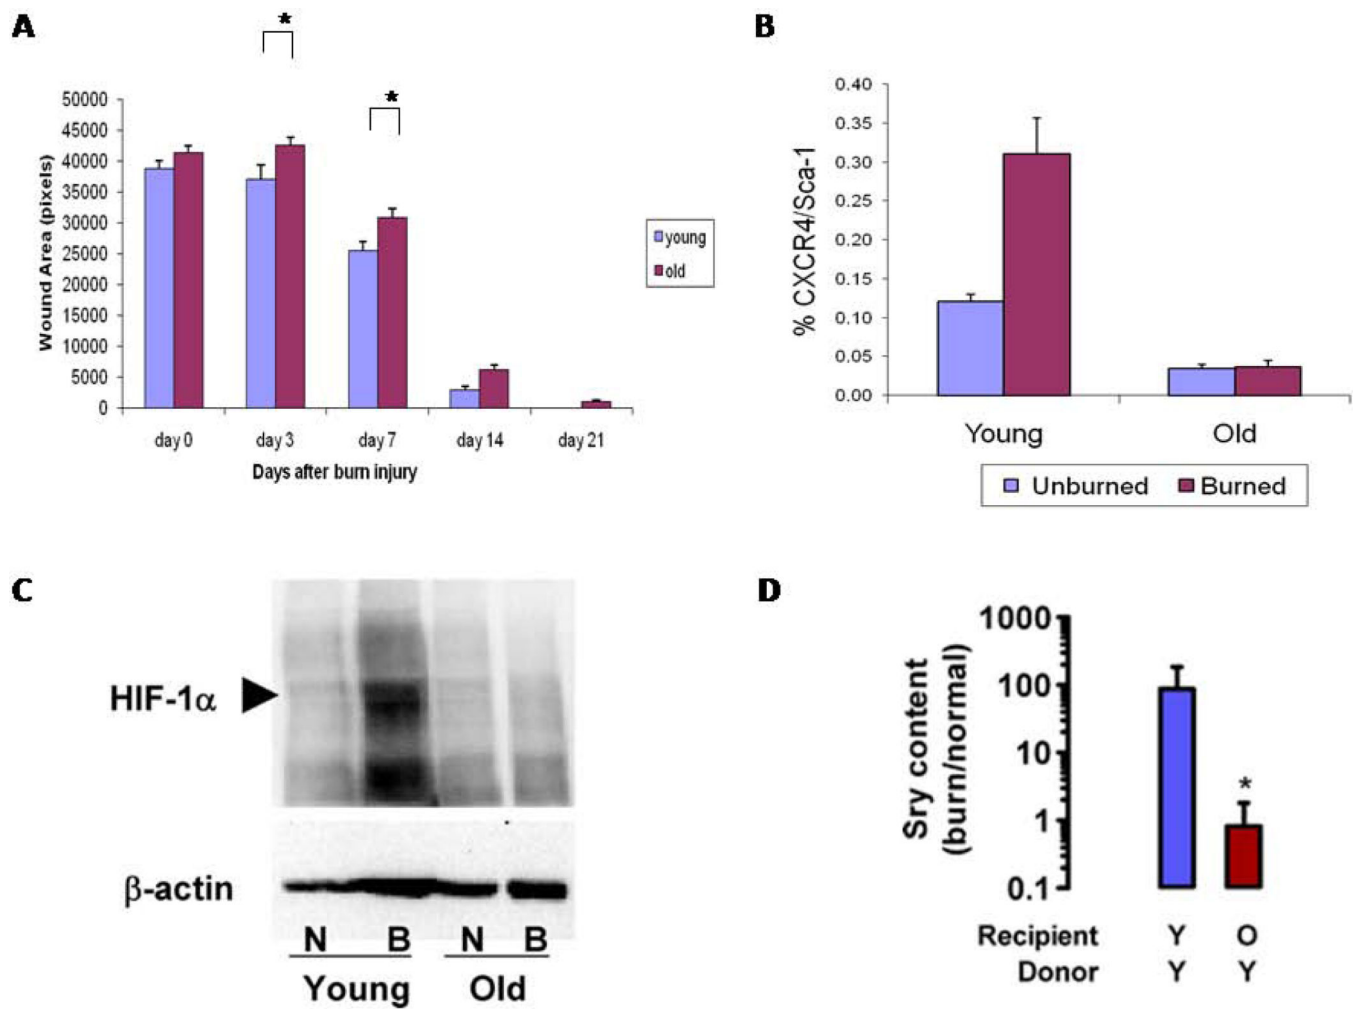 A
*
*
50000
45000
40000
35000
30000
25000
20000
15000
10000
5000
0
Wound Area (pixels)
day 0 day 3 day 7 day 14 day 21
Days after burn injury
young
old
B
0.40
0.35
0.30
0.25
0.20
0.15
0.10
0.05
0.00
% CXCR4/Sca-1
Young Old
Unburned Burned
C
HIF-1α
β-actin
N B N B
Young Old
D
1000
100
10
1
0.1
Sry content
(burn/normal)
*
Recipient Y O
Donor Y Y